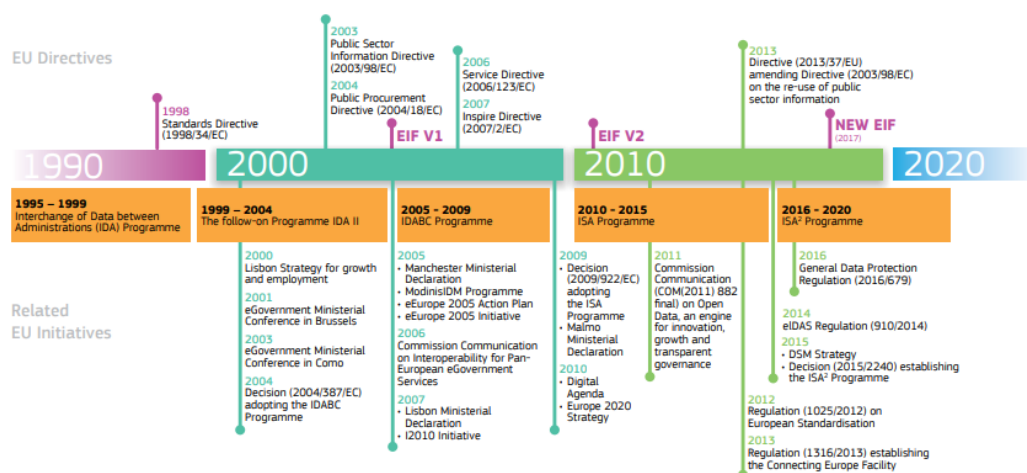 EU Directives
1998
Standards Directive
(1998/34/EC)
2003
Public Sector
Information Directive
(2003/98/EC)
2004
Public Procurement
Directive (2004/18/EC)
EIF V1
2006
Service Directive
(2006/123/EC)
2007
Inspire Directive
(2007/2/EC)
EIF V2
2013
Directive (2013/37/EU)
amending Directive (2003/98/EC)
on the re-use of public
sector information
NEW EIF
(2017)
1990
2000
2010
2020
1995 – 1999
Interchange of Data between
Administrations (IDA) Programme
1999 – 2004
The follow-on Programme IDA II
2005 - 2009
IDABC Programme
2010 - 2015
ISA Programme
2016 - 2020
ISA² Programme
Related
EU Initiatives
2000
Lisbon Strategy for growth
and employment
2001
eGovernment Ministerial
Conference in Brussels
2003
eGovernment Ministerial
Conference in Como
2004
Decision (2004/387/EC)
adopting the IDABC
Programme
2005
• Manchester Ministerial
Declaration
• ModinisIDM Programme
• eEurope 2005 Action Plan
• eEurope 2005 Initiative
2006
Commission Communication
on Interoperability for Pan-
European eGovernment
Services
2007
• Lisbon Ministerial
Declaration
• I2010 Initiative
2009
• Decision
(2009/922/EC)
adopting
the ISA
Programme
• Malmo
Ministerial
Declaration
2010
• Digital
Agenda
• Europe 2020
Strategy
2011
Commission
Communication
(COM(2011) 882
final) on Open
Data, an engine
for innovation,
growth and
transparent
governance
2016
General Data Protection
Regulation (2016/679)
2014
eIDAS Regulation (910/2014)
2015
• DSM Strategy
• Decision (2015/2240) establishing
the ISA² Programme
2012
Regulation (1025/2012) on
European Standardisation
2013
Regulation (1316/2013) establishing
the Connecting Europe Facility